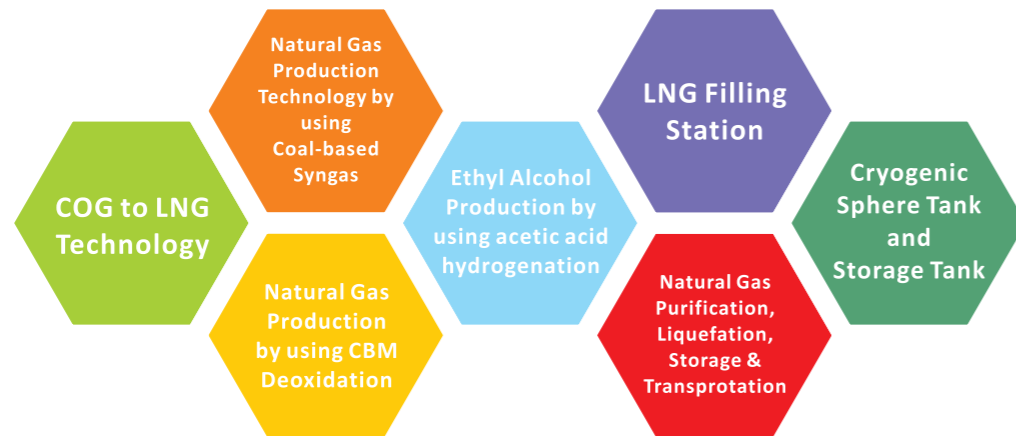 COG to LNG
Technology
Natural Gas
Production
Technology by
using
Coal-based
Syngas
Natural Gas
Production
by using CBM
Deoxidation
Ethyl Alcohol
Production by
using acetic acid
hydrogenation
LNG Filling
Station
Natural Gas
Purification,
Liquefation,
Storage &
Transprotation
Cryogenic
Sphere Tank
and
Storage Tank